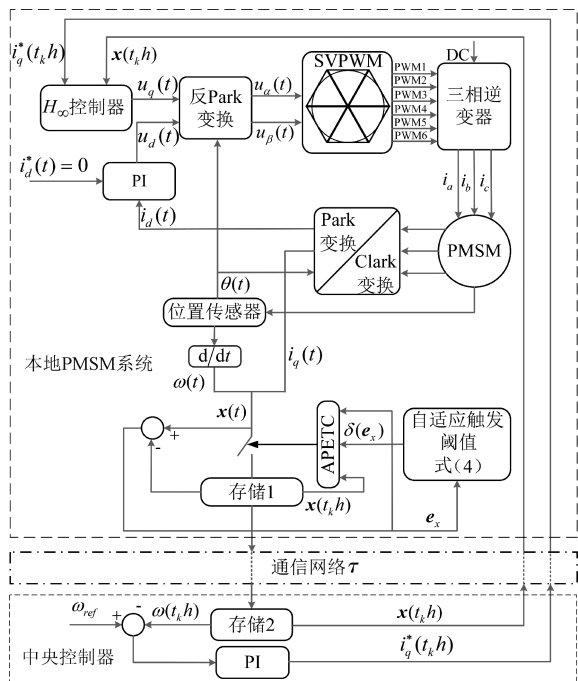 i_q^*(t_k h)
x(t_k h)
H∞控制器
u_q(t)
u_d(t)
反Park
变换
u_α(t)
u_β(t)
SVPWM
PWM1
PWM2
PWM3
PWM4
PWM5
PWM6
DC
三相逆
变器
i_d^*(t)=0
PI
i_d(t)
i_a
i_b
i_c
Park
变换
Clark
变换
PMSM
θ(t)
位置传感器
d/dt
ω(t)
i_q(t)
本地PMSM系统
x(t)
+
-
APETC
δ(e_x)
自适应触发
阈值
式(4)
存储1
x(t_k h)
e_x
通信网络τ
ω_ref
+
-
ω(t_k h)
存储2
x(t_k h)
中央控制器
PI
i_q^*(t_k h)